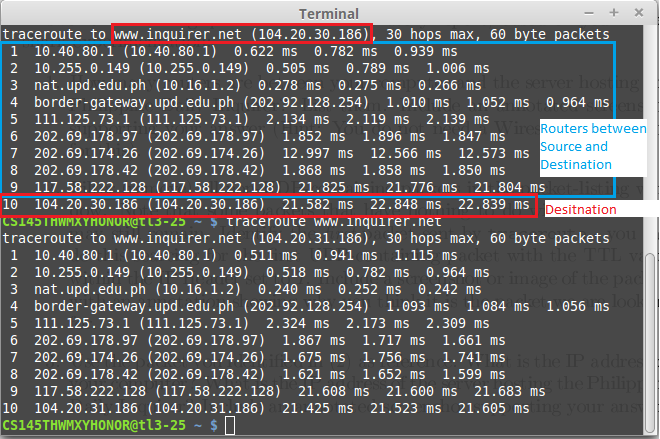 Terminal
traceroute to www.inquirer.net (104.20.30.186), 30 hops max, 60 byte packets
1 10.40.80.1 (10.40.80.1) 0.622 ms 0.782 ms 0.939 ms
2 10.255.0.149 (10.255.0.149) 0.505 ms 0.789 ms 1.006 ms
3 nat.upd.edu.ph (10.16.1.2) 0.278 ms 0.275 ms 0.266 ms
4 border-gateway.upd.edu.ph (202.92.128.254) 1.010 ms 1.052 ms 0.964 ms
5 111.125.73.1 (111.125.73.1) 2.134 ms 2.119 ms 2.139 ms
6 202.69.178.97 (202.69.178.97) 1.852 ms 1.896 ms 1.847 ms
7 202.69.174.26 (202.69.174.26) 12.997 ms 12.566 ms 12.573 ms
8 202.69.178.42 (202.69.178.42) 1.868 ms 1.858 ms 1.850 ms
9 117.58.222.128 (117.58.222.128) 21.825 ms 21.776 ms 21.804 ms
Routers between
Source and
Destination
10 104.20.30.186 (104.20.30.186) 21.582 ms 22.848 ms 22.839 ms
Desitnation
CS145THWMXYHONOR@tl3-25 ~ $ traceroute www.inquirer.net
traceroute to www.inquirer.net (104.20.31.186), 30 hops max, 60 byte packets
1 10.40.80.1 (10.40.80.1) 0.511 ms 0.941 ms 1.115 ms
2 10.255.0.149 (10.255.0.149) 0.518 ms 0.782 ms 0.964 ms
3 nat.upd.edu.ph (10.16.1.2) 0.240 ms 0.252 ms 0.242 ms
4 border-gateway.upd.edu.ph (202.92.128.254) 1.093 ms 1.084 ms 1.056 ms
5 111.125.73.1 (111.125.73.1) 2.324 ms 2.173 ms 2.309 ms
6 202.69.178.97 (202.69.178.97) 1.867 ms 1.717 ms 1.661 ms
7 202.69.174.26 (202.69.174.26) 1.675 ms 1.756 ms 1.741 ms
8 202.69.178.42 (202.69.178.42) 1.621 ms 1.652 ms 1.599 ms
9 117.58.222.128 (117.58.222.128) 21.608 ms 21.600 ms 21.683 ms
10 104.20.31.186 (104.20.31.186) 21.425 ms 21.523 ms 21.605 ms
CS145THWMXYHONOR@tl3-25 ~ $